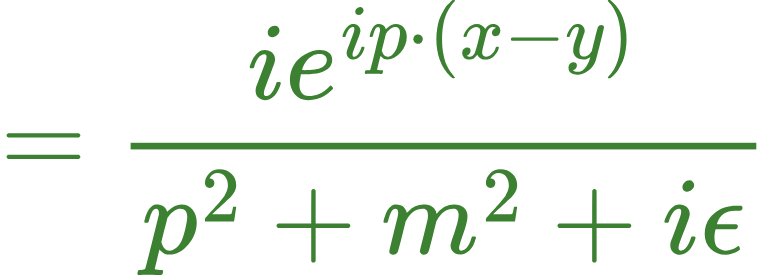 = \frac{ie^{ip\cdot(x-y)}}{p^2+m^2+i\epsilon}